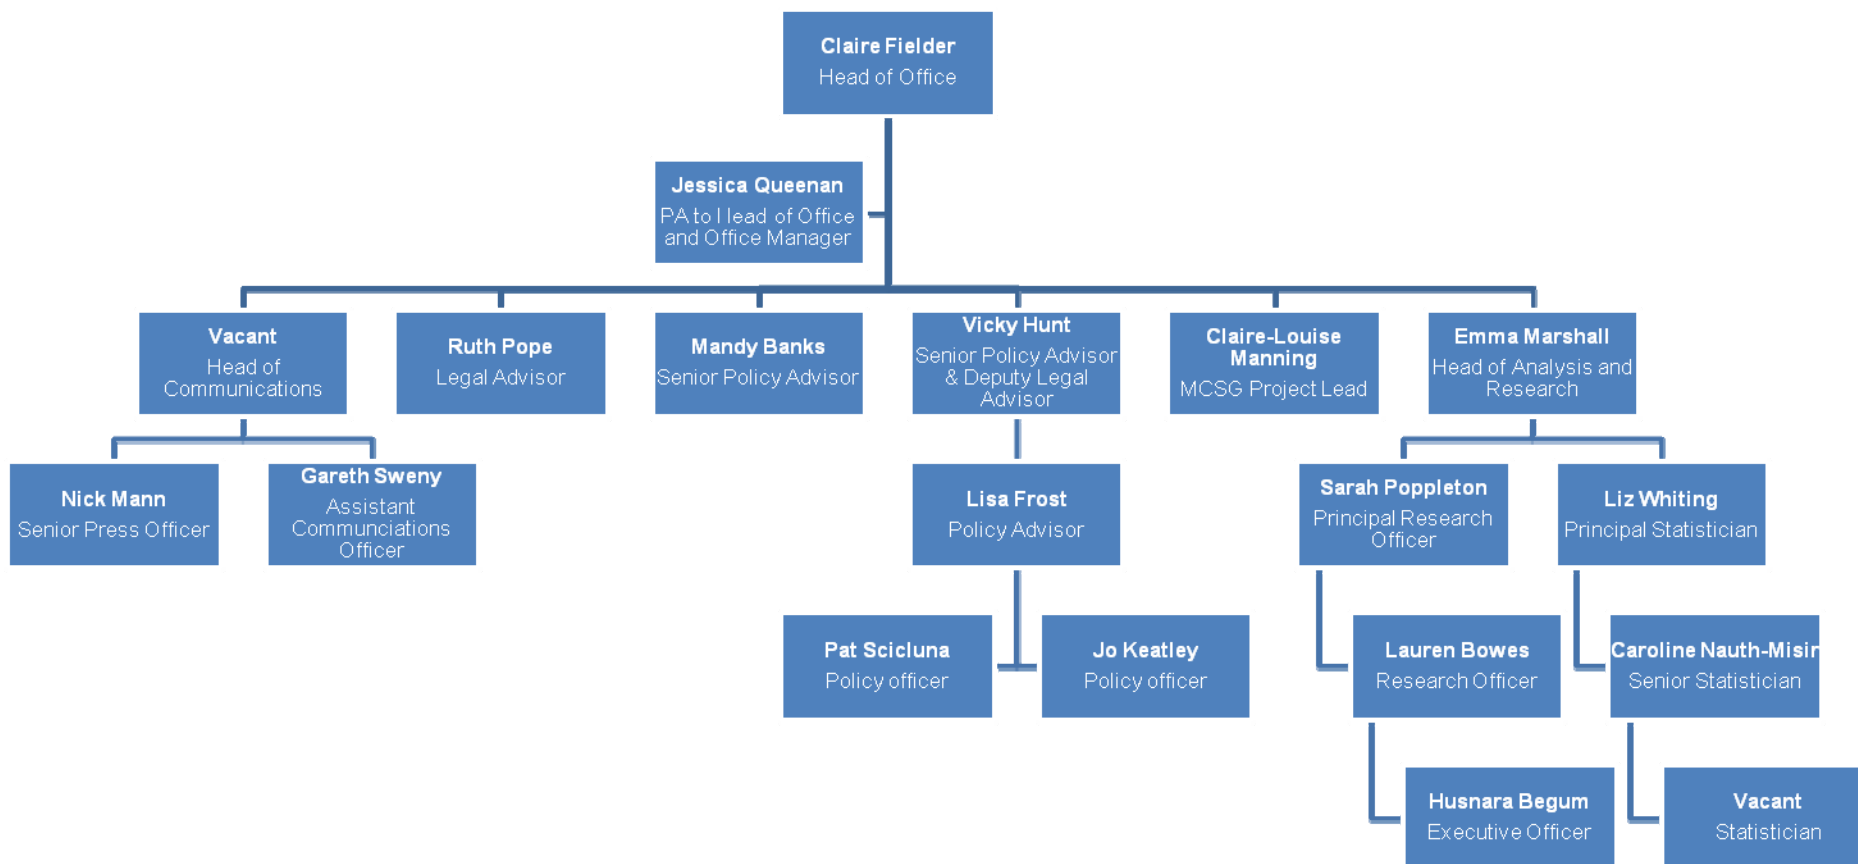 Claire Fielder
Head of Office
Jessica Queenan
PA to Head of Office
and Office Manager
Vacant
Head of
Communications
Ruth Pope
Legal Advisor
Mandy Banks
Senior Policy Advisor
Vicky Hunt
Senior Policy Advisor
& Deputy Legal
Advisor
Claire-Louise
Manning
MCSG Project Lead
Emma Marshall
Head of Analysis and
Research
Nick Mann
Senior Press Officer
Gareth Sweny
Assistant
Communciations
Officer
Lisa Frost
Policy Advisor
Sarah Poppleton
Principal Research
Officer
Liz Whiting
Principal Statistician
Pat Scicluna
Policy officer
Jo Keatley
Policy officer
Lauren Bowes
Research Officer
Caroline Nauth-Misir
Senior Statistician
Husnara Begum
Executive Officer
Vacant
Statistician